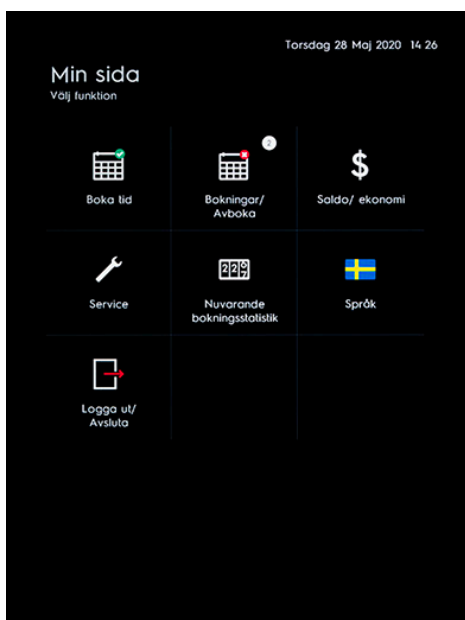 Torsdag 28 Maj 2020 14 26
Min sida
Välj funktion
2
Boka tid
Bokningar/
Avboka
$
Saldo/ ekonomi
Service
Nuvarande
bokningsstatistik
Språk
Logga ut/
Avsluta